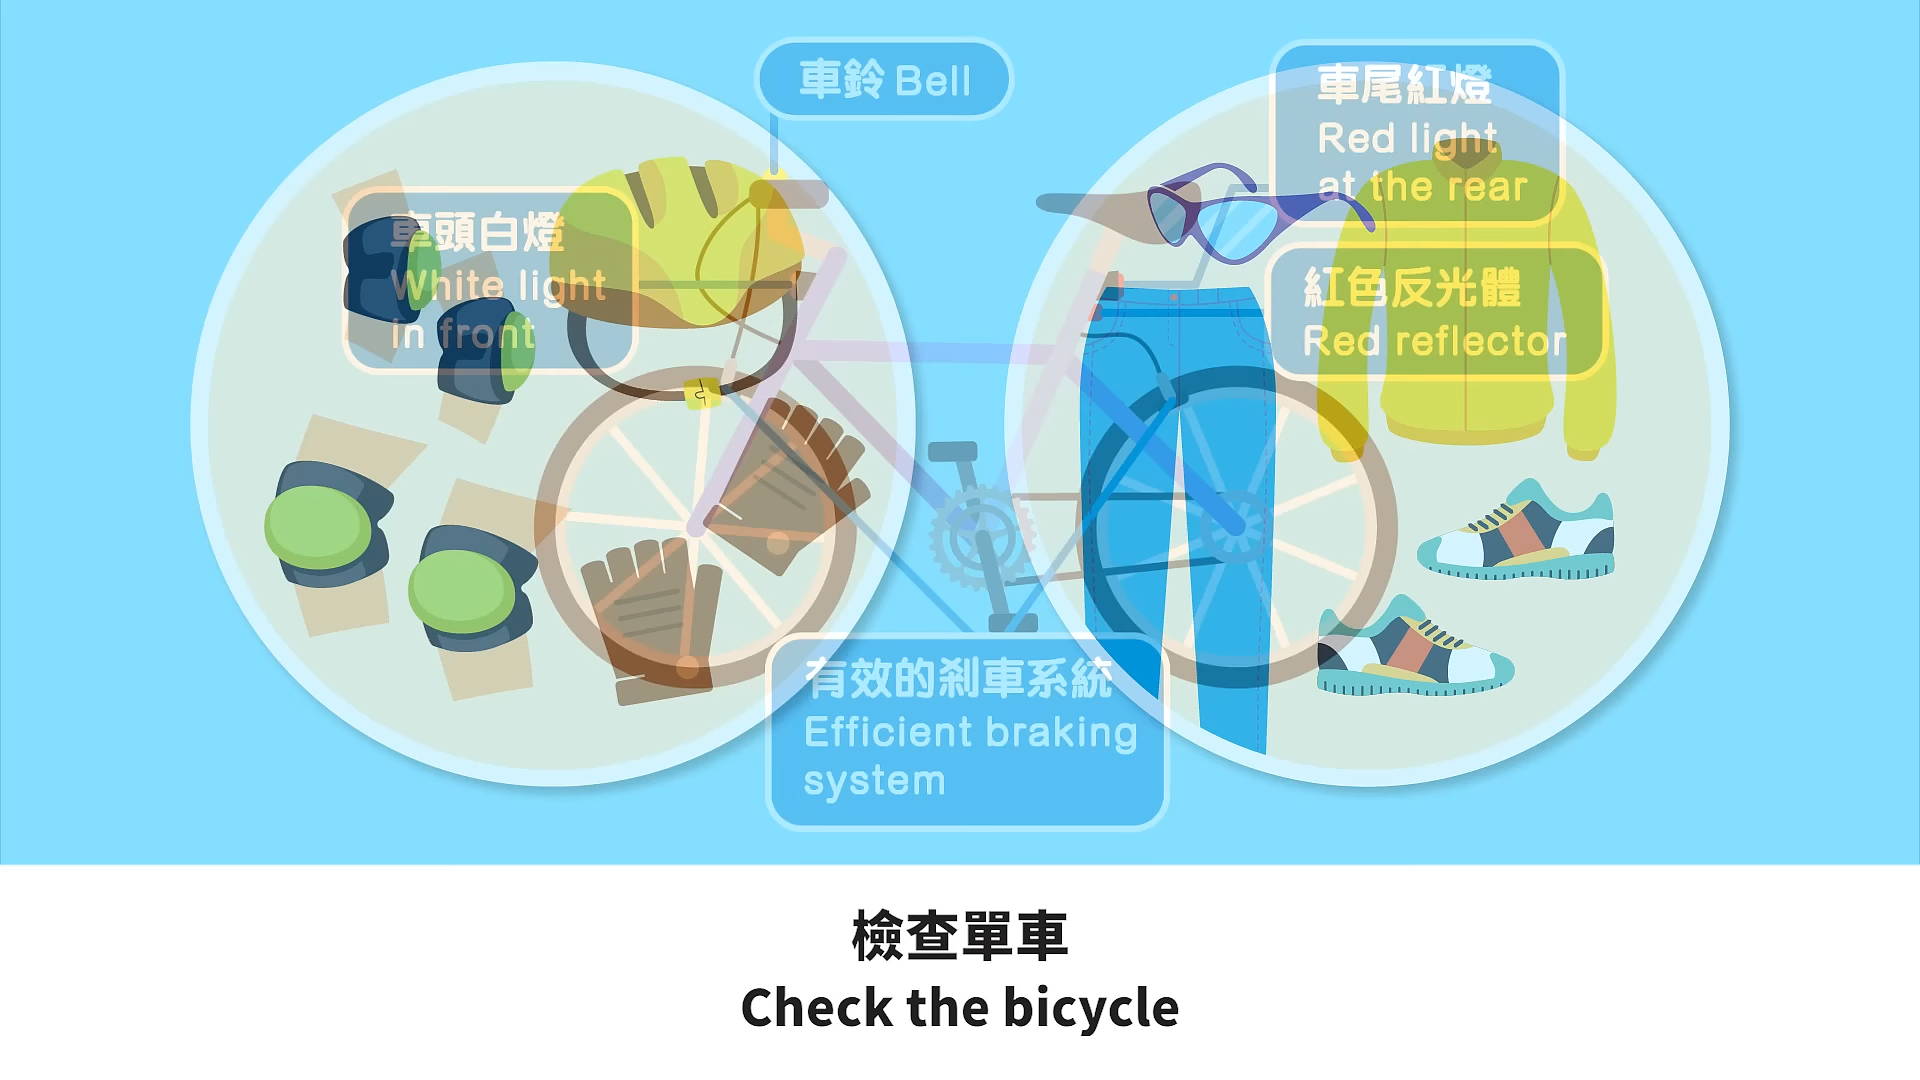 車鈴 Bell
車尾紅燈
Red light
at the rear
車頭白燈
White light
in front
紅色反光體
Red reflector
有效的剎車系統
Efficient braking
system
檢查單車
Check the bicycle